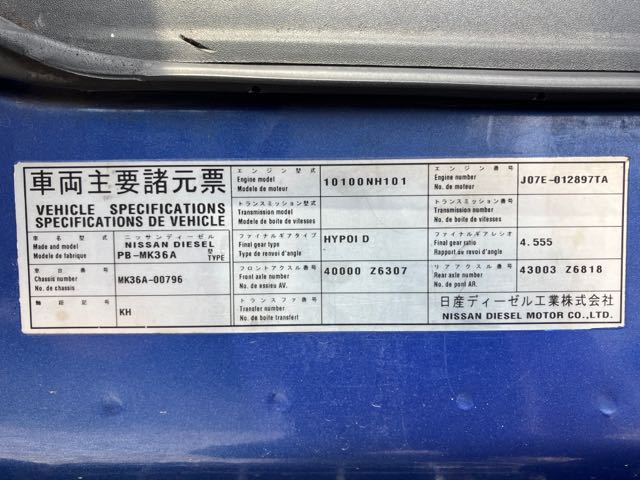 車両主要諸元票
VEHICLE SPECIFICATIONS
SPECIFICATIONS DE VEHICLE
車名型式 ニッサンディーゼル 型式
Made and model NISSAN DIESEL TYPE
Modele de fabrique PB-MK36A
車台番号
Chassis number MK36A-00796
No. de chassis
軸距記号
KH
エンジン型式
Engine model 10100NH101
Modele de moteur
トランスミッション型式
Transmission model
Modele de boite de vitesses
ファイナルギアタイプ
Final gear type HYPOI D
Type de renvoi d'angle
フロントアクスル番号
Front axle number 40000 Z6307
No. de essieu AV.
トランスファ番号
Transfer number
No. de boite transfert
エンジン番号
Engine number J07E-012897TA
No. de moteur
トランスミッション番号
Transmission number
No. de boite de vitesses
ファイナルギアレシオ
Final gear ratio 4.555
Rapport au renvoi d'angle
リアアクスル番号
Rear axle number 43003 Z6818
No. de pont AR.
日産ディーゼル工業株式会社
NISSAN DIESEL MOTOR CO.,LTD.